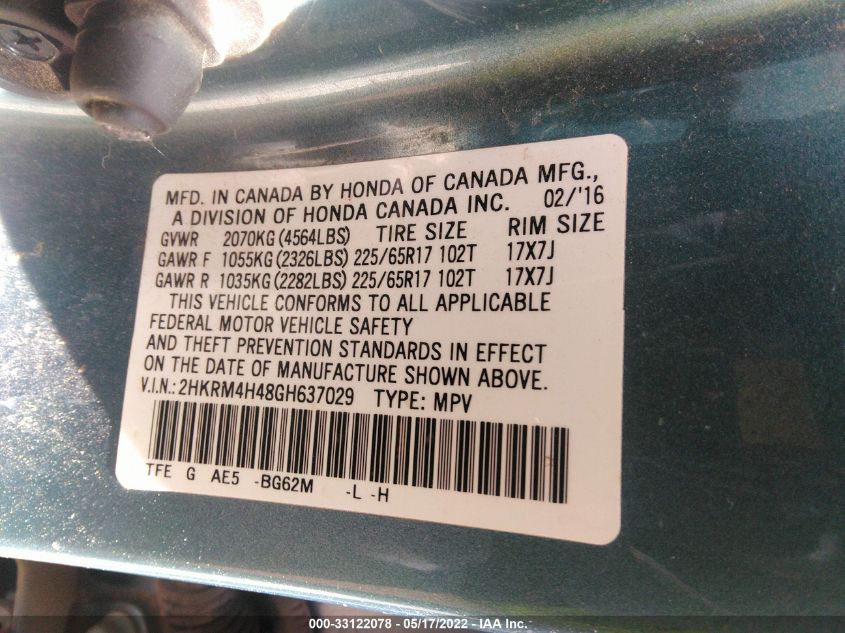 MFD. IN CANADA BY HONDA OF CANADA MFG.,
A DIVISION OF HONDA CANADA INC. 02/'16
GVWR 2070KG (4564LBS) TIRE SIZE RIM SIZE
GAWR F 1055KG (2326LBS) 225/65R17 102T 17X7J
GAWR R 1035KG (2282LBS) 225/65R17 102T 17X7J
THIS VEHICLE CONFORMS TO ALL APPLICABLE
FEDERAL MOTOR VEHICLE SAFETY
AND THEFT PREVENTION STANDARDS IN EFFECT
ON THE DATE OF MANUFACTURE SHOWN ABOVE.
V.I.N.: 2HKRM4H48GH637029 TYPE: MPV
TFE G AE5 -BG62M -L -H
000-33122078 - 05/17/2022 - IAA Inc.